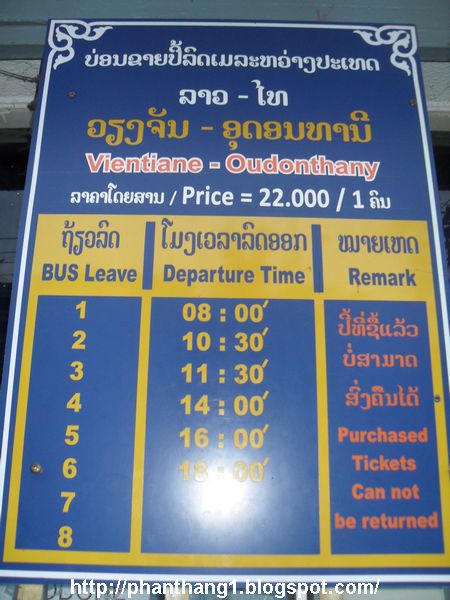 ບ່ອນຂາຍປີ້ລົດເມລະຫວ່າງປະເທດ
ລາວ - ໄທ
ວຽງຈັນ - ອຸດອນທານີ
Vientiane - Oudonthany
ລາຄາໂດຍສານ / Price = 22.000 / 1 ຄົນ
ຖ້ຽວລົດ ໂມງເວລາລົດອອກ ໝາຍເຫດ
BUS Leave Departure Time Remark
1 08 : 00'
2 10 : 30'
3 11 : 30'
4 14 : 00'
5 16 : 00'
6 18 : 00'
7
8
ປີ້ທີ່ຊື້ແລ້ວ
ບໍ່ສາມາດ
ສົ່ງຄືນໄດ້
Purchased
Tickets
Can not
be returned
http://phanthang1.blogspot.com/